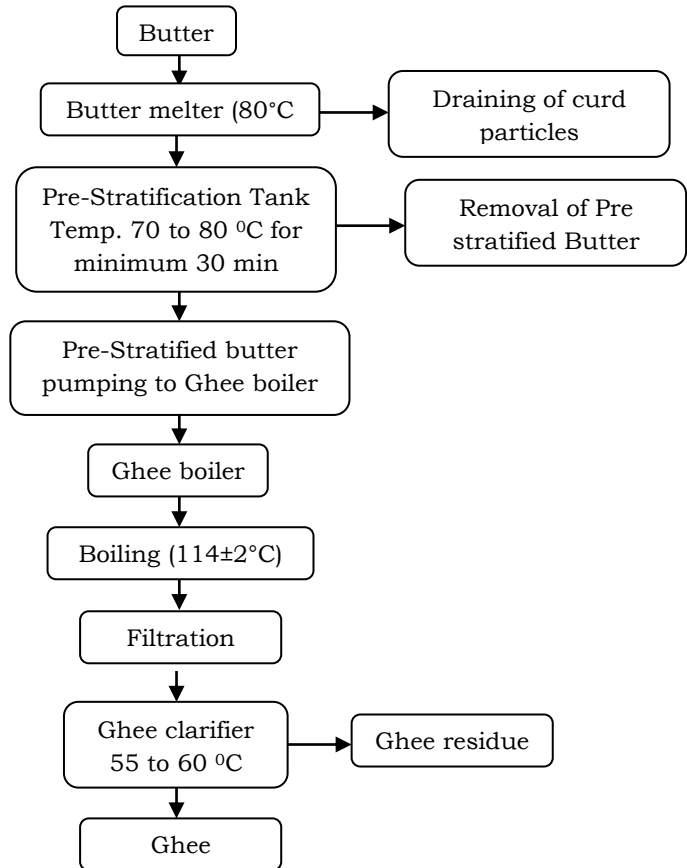 Butter
Butter melter (80°C
Draining of curd
particles
Pre-Stratification Tank
Temp. 70 to 80 ⁰C for
minimum 30 min
Removal of Pre
stratified Butter
Pre-Stratified butter
pumping to Ghee boiler
Ghee boiler
Boiling (114±2°C)
Filtration
Ghee clarifier
55 to 60 ⁰C
Ghee residue
Ghee